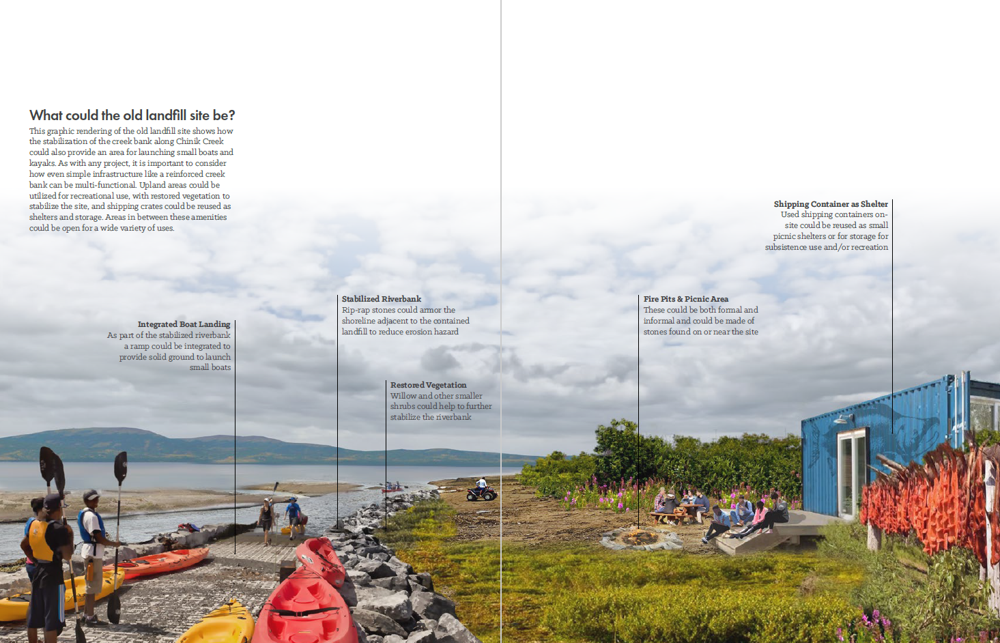 What could the old landfill site be?
This graphic rendering of the old landfill site shows how
the stabilization of the creek bank along Chinik Creek
could also provide an area for launching small boats and
kayaks. As with any project, it is important to consider
how even simple infrastructure like a reinforced creek
bank can be multi-functional. Upland areas could be
utilized for recreational use, with restored vegetation to
stabilize the site, and shipping crates could be reused as
shelters and storage. Areas in between these amenities
could be open for a wide variety of uses.
Integrated Boat Landing
As part of the stabilized riverbank
a ramp could be integrated to
provide solid ground to launch
small boats
Stabilized Riverbank
Rip-rap stones could armor the
shoreline adjacent to the contained
landfill to reduce erosion hazard
Restored Vegetation
Willow and other smaller
shrubs could help to further
stabilize the riverbank
Fire Pits & Picnic Area
These could be both formal and
informal and could be made of
stones found on or near the site
Shipping Container as Shelter
Used shipping containers on-
site could be reused as small
picnic shelters or for storage for
subsistence use and/or recreation